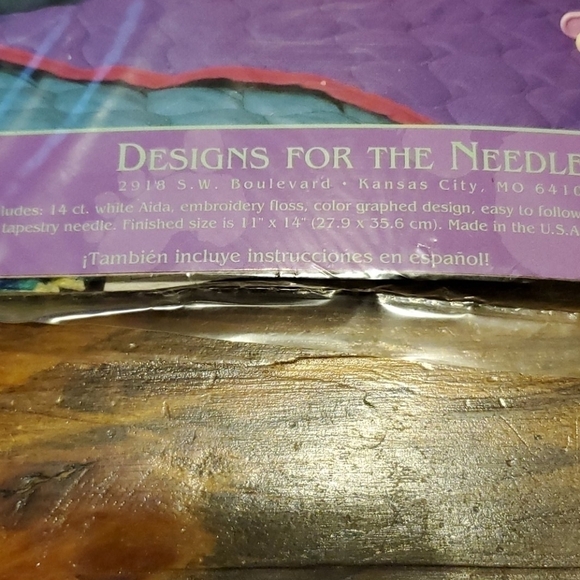 DESIGNS FOR THE NEEDLE
2918 S.W. Boulevard • Kansas City, MO 6410
ludes: 14 ct. white Aida, embroidery floss, color graphed design, easy to follow
tapestry needle. Finished size is 11" x 14" (27.9 x 35.6 cm). Made in the U.S.A
¡También incluye instrucciones en español!